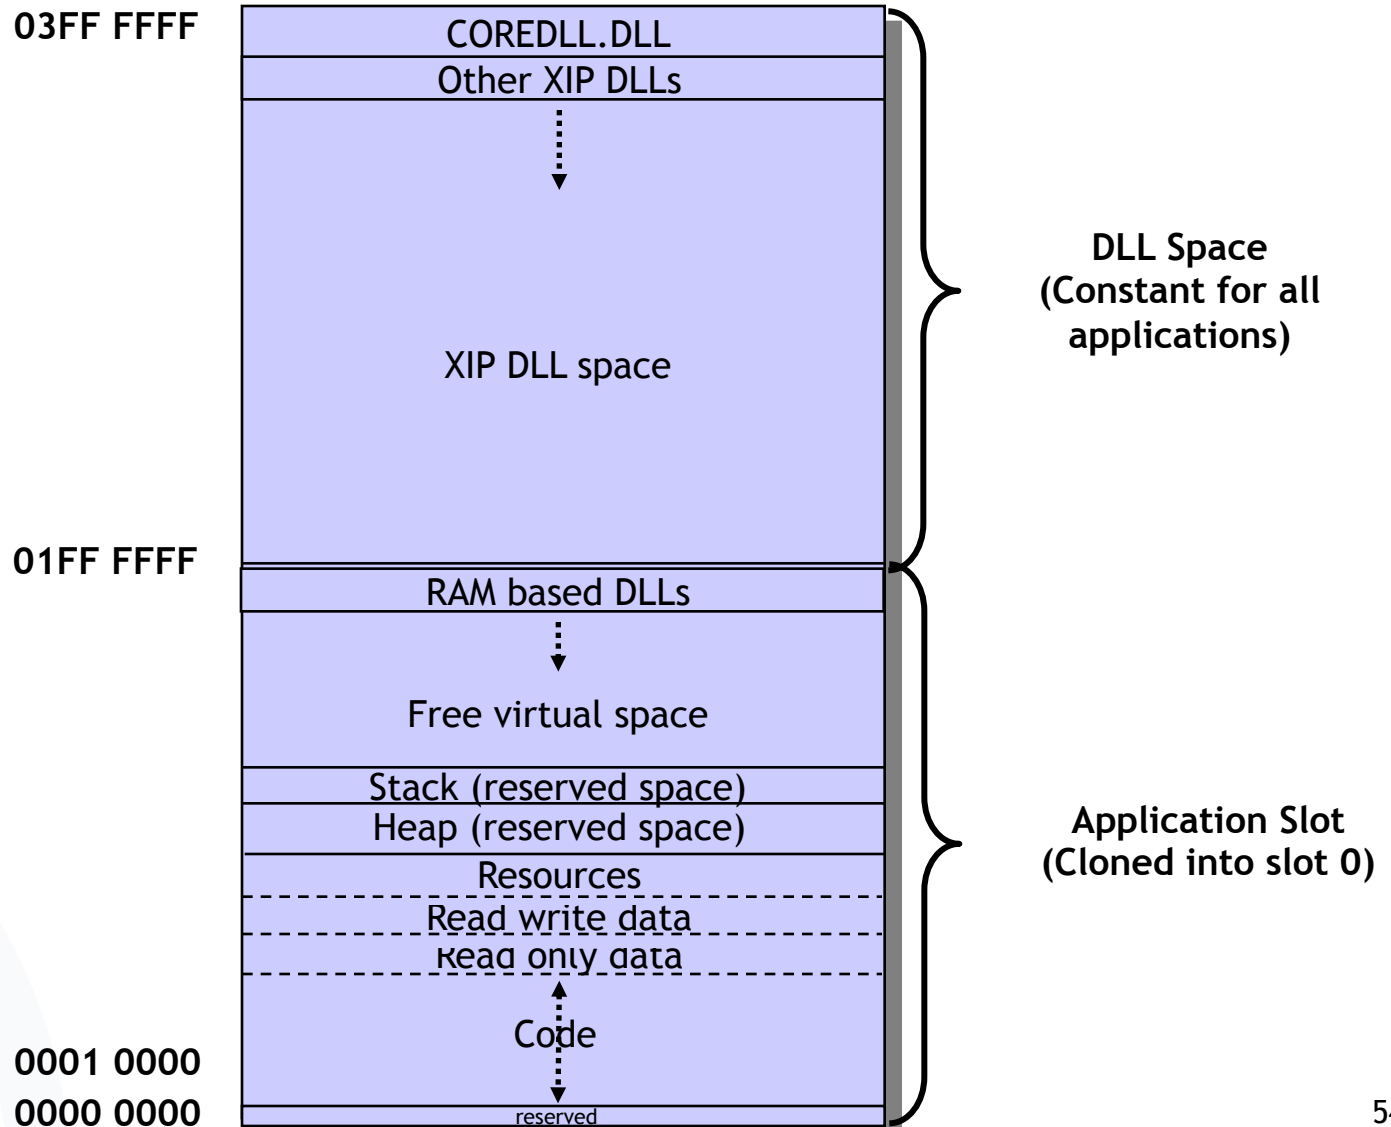 03FF FFFF
COREDLL.DLL
Other XIP DLLs
DLL Space
(Constant for all
applications)
XIP DLL space
01FF FFFF
RAM based DLLs
Free virtual space
Stack (reserved space)
Heap (reserved space)
Application Slot
(Cloned into slot 0)
Resources
Read write data
Read only data
Code
0001 0000
0000 0000
reserved